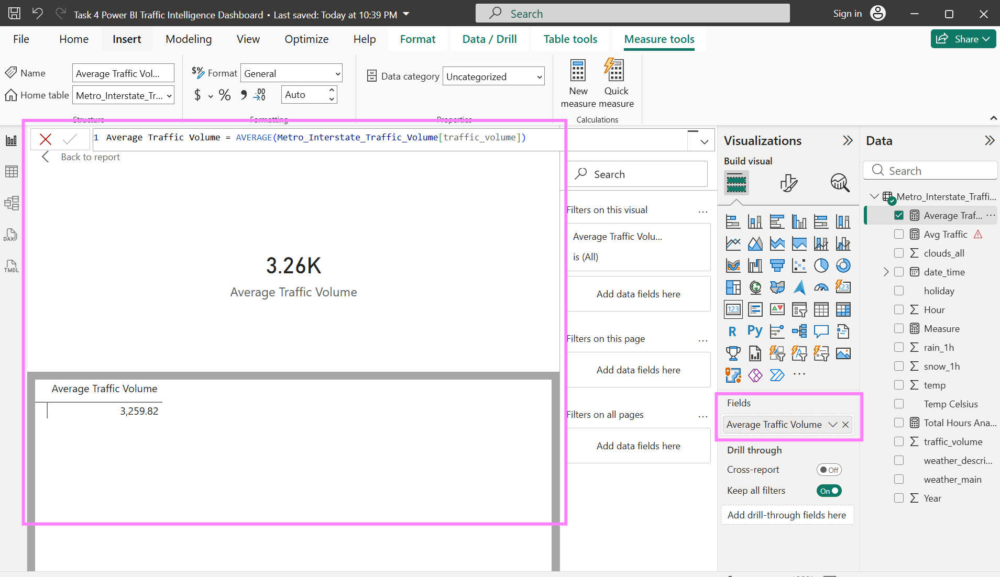 Task 4 Power BI Traffic Intelligence Dashboard • Last saved: Today at 10:39 PM
Search
Sign in
File
Home
Insert
Modeling
View
Optimize
Help
Format
Data / Drill
Table tools
Measure tools
Share
Name
Average Traffic Vol...
Home table
Metro_Interstate_Tr...
Structure
Format
General
$
%
Auto
Formatting
Data category
Uncategorized
Properties
New measure
Quick measure
Calculations
1 Average Traffic Volume = AVERAGE(Metro_Interstate_Traffic_Volume[traffic_volume])
Back to report
3.26K
Average Traffic Volume
Average Traffic Volume
3,259.82
DAX
TMDL
Search
Filters on this visual
...
Average Traffic Volu...
is (All)
Add data fields here
Filters on this page
...
Add data fields here
Filters on all pages
...
Add data fields here
Visualizations
Build visual
123
123
R
Py
...
Fields
Average Traffic Volume
Drill through
Cross-report
Off
Keep all filters
On
Add drill-through fields here
Data
Search
Metro_Interstate_Traffi...
Average Traf...
...
Avg Traffic
clouds_all
date_time
holiday
Hour
Measure
rain_1h
snow_1h
temp
Temp Celsius
Total Hours Ana...
traffic_volume
weather_descri...
weather_main
Year